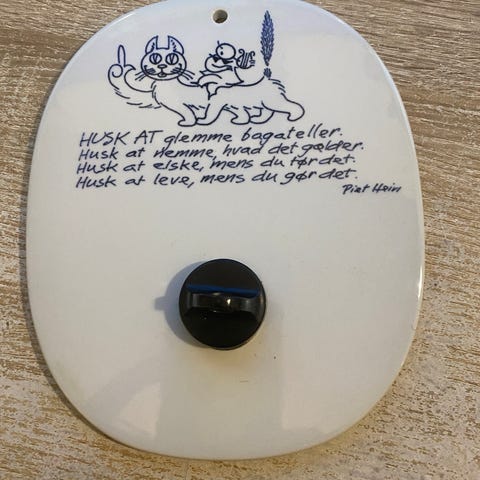 HUSK AT glemme bagateller.
Husk at nemme, hvad det gælder.
Husk at elske, mens du tør det.
Husk at leve, mens du gør det.
Piet Hein